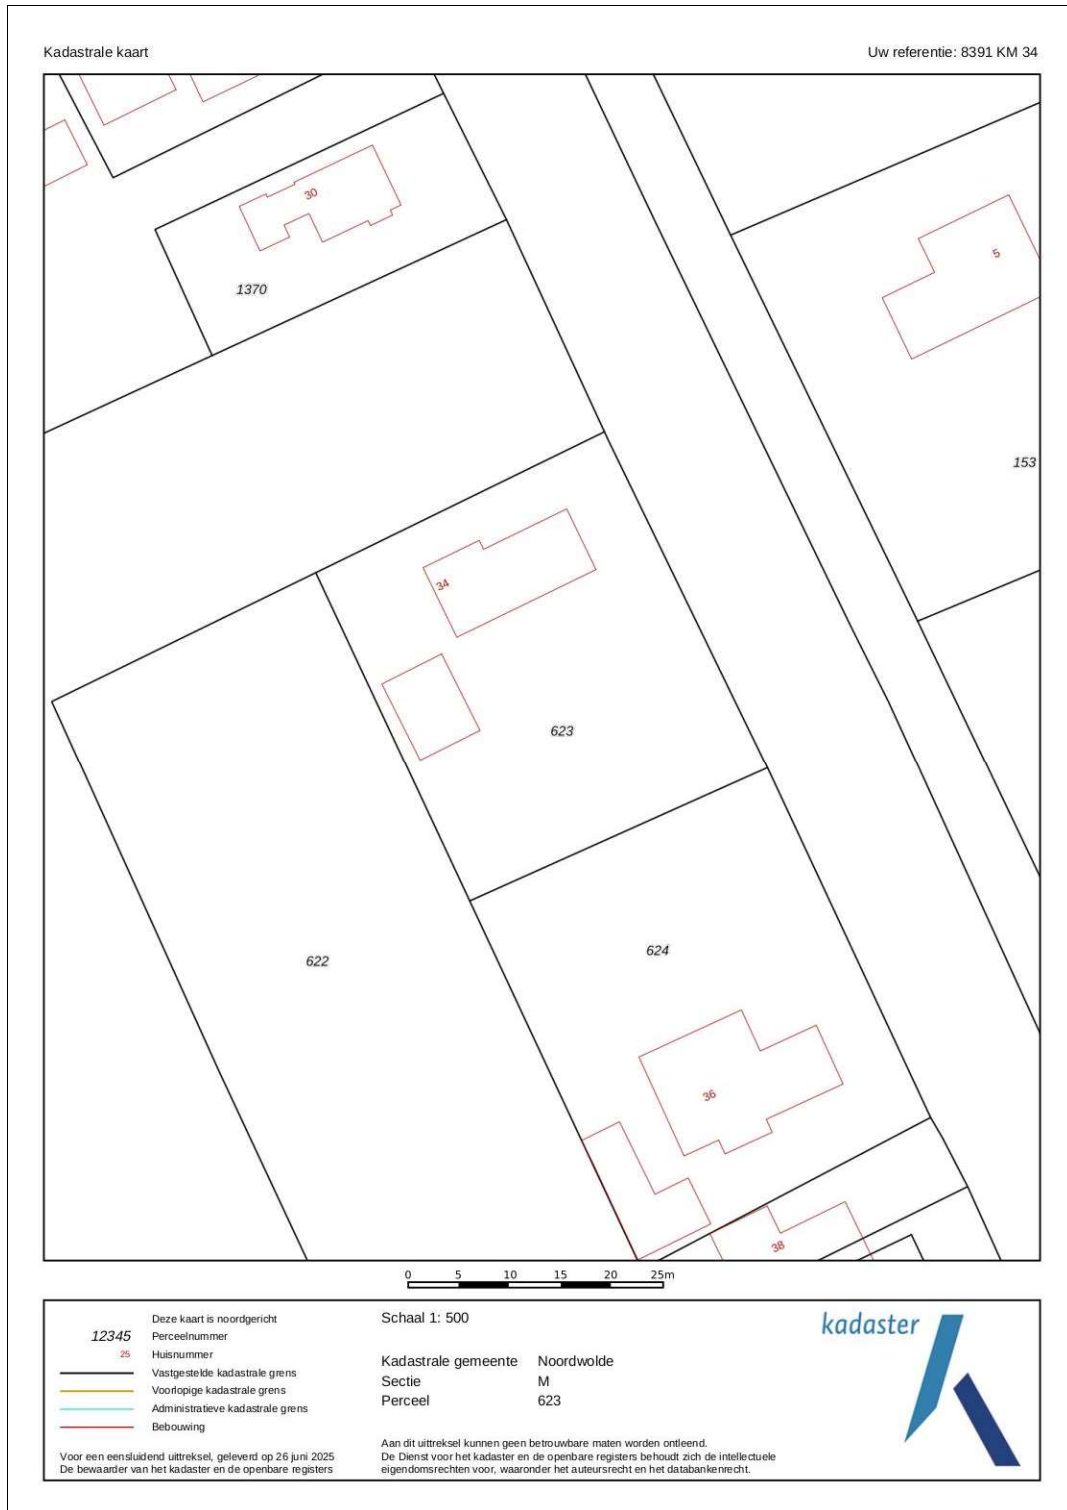 Kadastrale kaart
Uw referentie: 8391 KM 34
30
5
1370
153
34
623
622
624
36
38
0 5 10 15 20 25m
Deze kaart is noordgericht
12345 Perceelnummer
25 Huisnummer
Vastgestelde kadastrale grens
Voorlopige kadastrale grens
Administratieve kadastrale grens
Bebouwing
Voor een eensluidend uittreksel, geleverd op 26 juni 2025
De bewaarder van het kadaster en de openbare registers
Schaal 1: 500
Kadastrale gemeente Noordwolde
Sectie M
Perceel 623
Aan dit uittreksel kunnen geen betrouwbare maten worden ontleend.
De Dienst voor het kadaster en de openbare registers behoudt zich de intellectuele
eigendomsrechten voor, waaronder het auteursrecht en het databankenrecht.
kadaster